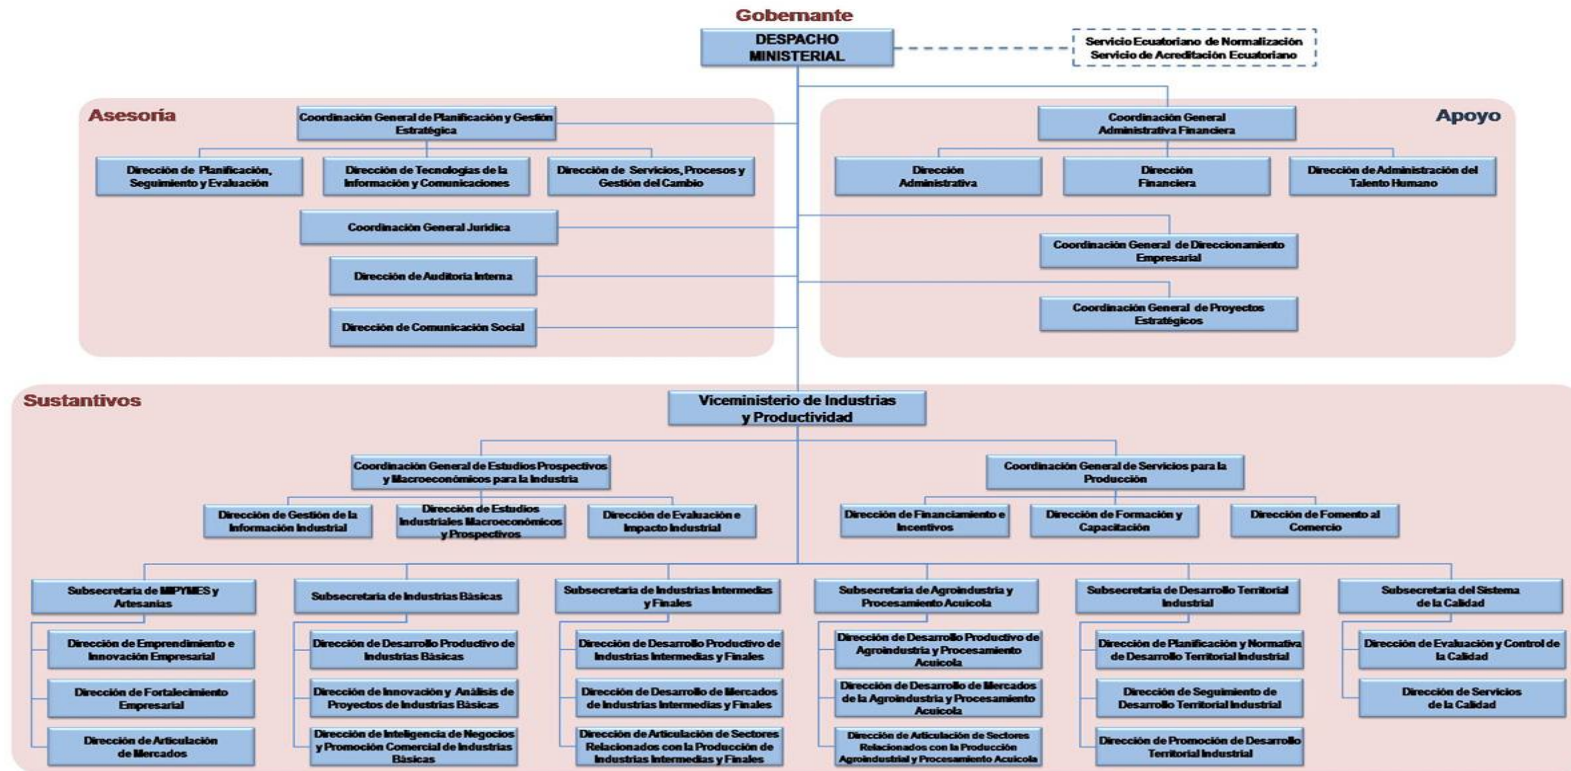 Gobernante
DESPACHO
MINISTERIAL
Servicio Ecuatoriano de Normalización
Servicio de Acreditación Ecuatoriano
Asesoría
Coordinación General de Planificación y Gestión
Estratégica
Dirección de Planificación,
Seguimiento y Evaluación
Dirección de Tecnologías de la
Información y Comunicaciones
Dirección de Servicios, Procesos y
Gestión del Cambio
Coordinación General Jurídica
Dirección de Auditoría Interna
Dirección de Comunicación Social
Apoyo
Coordinación General
Administrativa Financiera
Dirección
Administrativa
Dirección
Financiera
Dirección de Administración del
Talento Humano
Coordinación General de Direccionamiento
Empresarial
Coordinación General de Proyectos
Estratégicos
Sustantivos
Viceministerio de Industrias
y Productividad
Coordinación General de Estudios Prospectivos
y Macroeconómicos para la Industria
Dirección de Gestión de la
Información Industrial
Dirección de Estudios
Industriales Macroeconómicos
y Prospectivos
Dirección de Evaluación e
Impacto Industrial
Coordinación General de Servicios para la
Producción
Dirección de Financiamiento e
Incentivos
Dirección de Formación y
Capacitación
Dirección de Fomento al
Comercio
Subsecretaría de MIPYMES y
Artesanías
Dirección de Emprendimiento e
Innovación Empresarial
Dirección de Fortalecimiento
Empresarial
Dirección de Articulación
de Mercados
Subsecretaría de Industrias Básicas
Dirección de Desarrollo Productivo de
Industrias Básicas
Dirección de Innovación y Análisis de
Proyectos de Industrias Básicas
Dirección de Inteligencia de Negocios
y Promoción Comercial de Industrias
Básicas
Subsecretaría de Industrias Intermedias
y Finales
Dirección de Desarrollo Productivo de
Industrias Intermedias y Finales
Dirección de Desarrollo de Mercados
de Industrias Intermedias y Finales
Dirección de Articulación de Sectores
Relacionados con la Producción de
Industrias Intermedias y Finales
Subsecretaría de Agroindustria y
Procesamiento Acuícola
Dirección de Desarrollo Productivo de
Agroindustria y Procesamiento
Acuícola
Dirección de Desarrollo de Mercados
de la Agroindustria y Procesamiento
Acuícola
Dirección de Articulación de Sectores
Relacionados con la Producción
Agroindustrial y Procesamiento Acuícola
Subsecretaría de Desarrollo Territorial
Industrial
Dirección de Planificación y Normativa
de Desarrollo Territorial Industrial
Dirección de Seguimiento de
Desarrollo Territorial Industrial
Dirección de Promoción de Desarrollo
Territorial Industrial
Subsecretaría del Sistema
de la Calidad
Dirección de Evaluación y Control de
la Calidad
Dirección de Servicios
de la Calidad